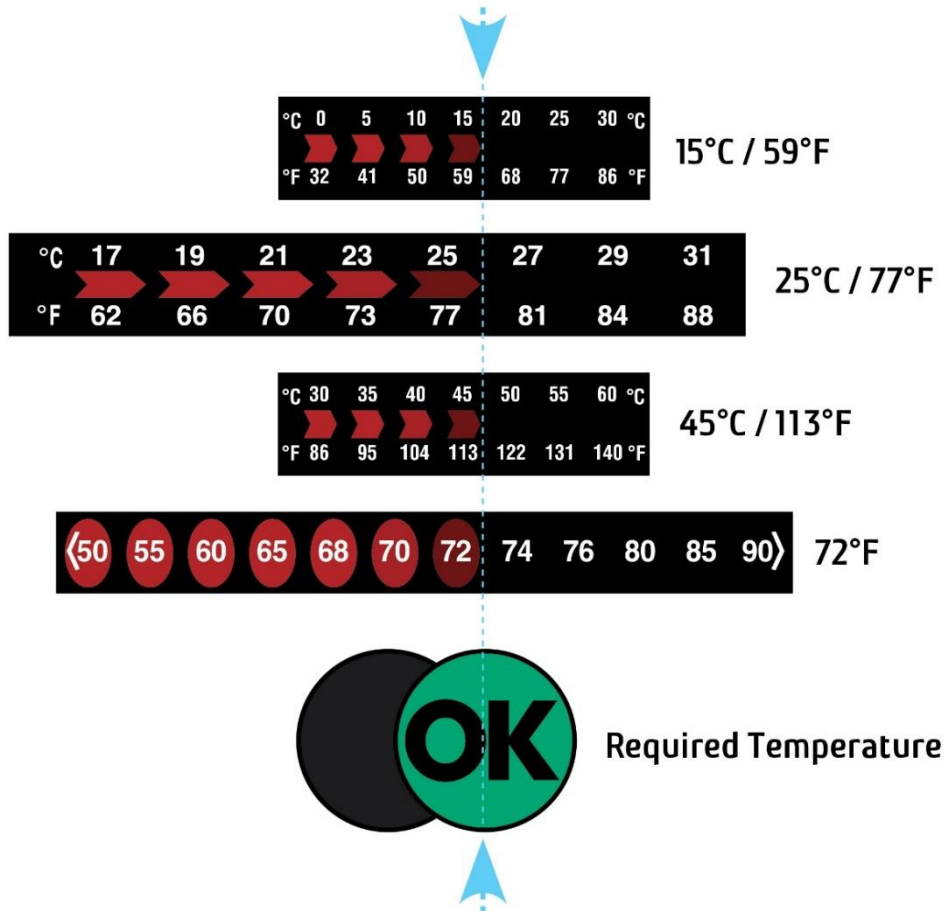 °C 0 5 10 15 20 25 30 °C
°F 32 41 50 59 68 77 86 °F
15°C / 59°F
°C 17 19 21 23 25 27 29 31
°F 62 66 70 73 77 81 84 88
25°C / 77°F
°C 30 35 40 45 50 55 60 °C
°F 86 95 104 113 122 131 140 °F
45°C / 113°F
50 55 60 65 68 70 72 74 76 80 85 90
72°F
OK
Required Temperature